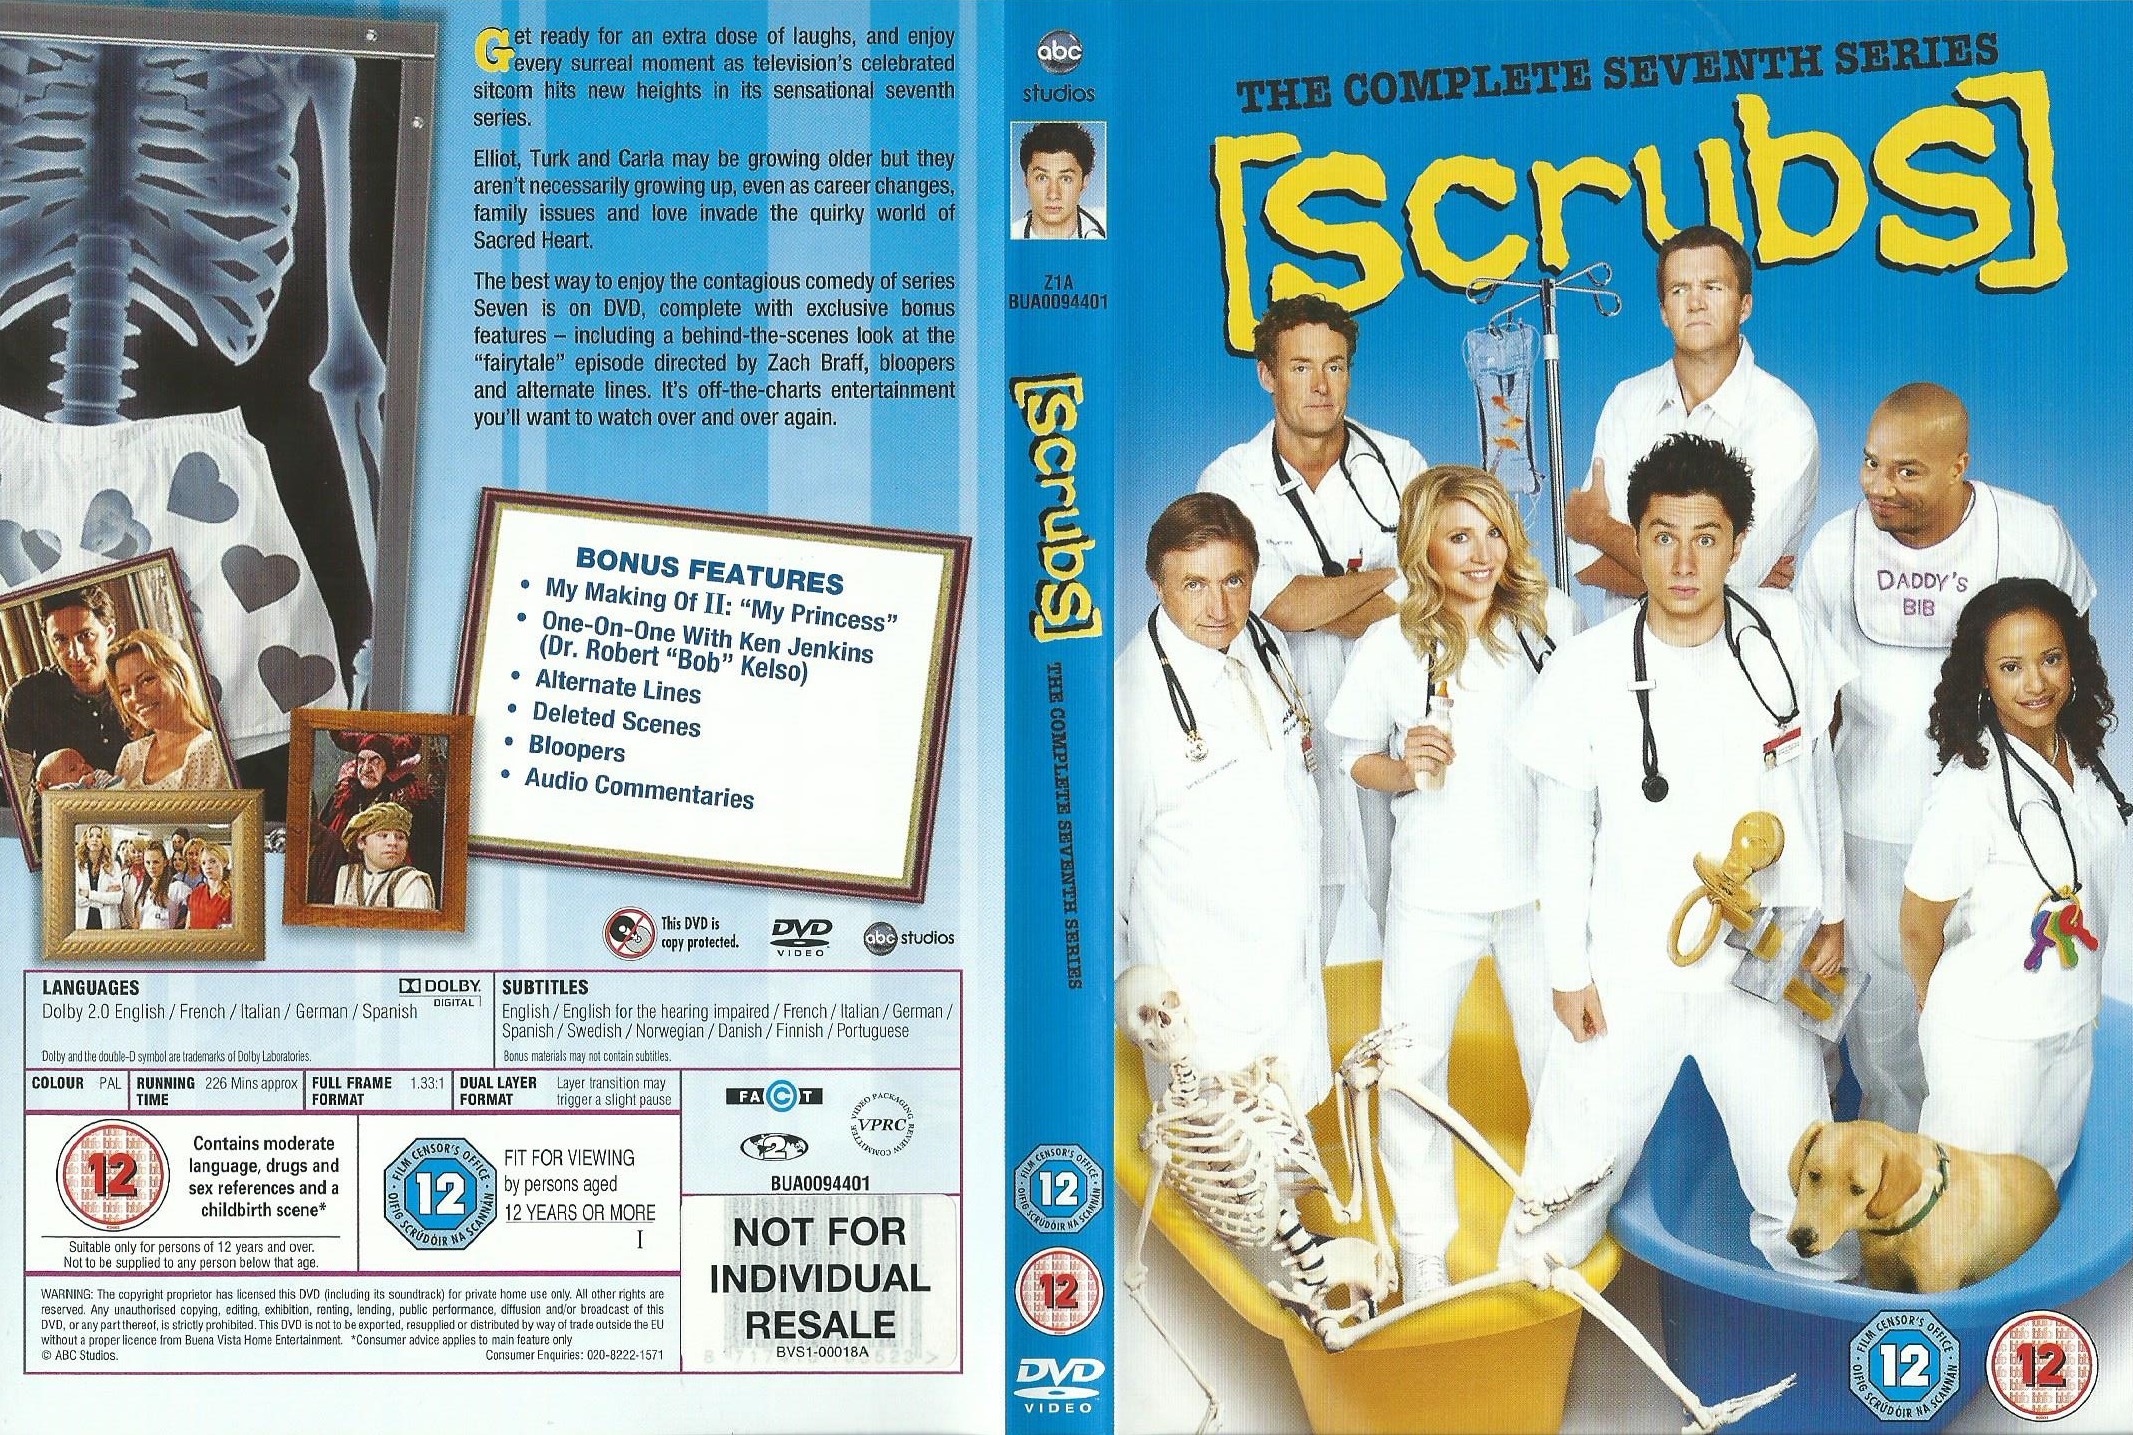 Get ready for an extra dose of laughs, and enjoy
every surreal moment as television's celebrated
sitcom hits new heights in its sensational seventh
series.
Elliot, Turk and Carla may be growing older but they
aren't necessarily growing up, even as career changes,
family issues and love invade the quirky world of
Sacred Heart.
The best way to enjoy the contagious comedy of series
Seven is on DVD, complete with exclusive bonus
features – including a behind-the-scenes look at the
"fairytale" episode directed by Zach Braff, bloopers
and alternate lines. It's off-the-charts entertainment
you'll want to watch over and over again.
BONUS FEATURES
• My Making Of II: "My Princess"
• One-On-One With Ken Jenkins
(Dr. Robert "Bob" Kelso)
• Alternate Lines
• Deleted Scenes
• Bloopers
• Audio Commentaries
This DVD is
copy protected.
DVD
VIDEO
abc studios
LANGUAGES
DOLBY
DIGITAL
Dolby 2.0 English / French / Italian / German / Spanish
Dolby and the double-D symbol are trademarks of Dolby Laboratories.
SUBTITLES
English / English for the hearing impaired / French / Italian / German /
Spanish / Swedish / Norwegian / Danish / Finnish / Portuguese
Bonus materials may not contain subtitles.
COLOUR PAL
RUNNING 226 Mins approx
TIME
FULL FRAME 1.33:1
FORMAT
DUAL LAYER Layer transition may
FORMAT trigger a slight pause
12
Contains moderate
language, drugs and
sex references and a
childbirth scene*
Suitable only for persons of 12 years and over.
Not to be supplied to any person below that age.
FILM CENSOR'S OFFICE
12
OIFIG SCRÚDÓIR NA SCANNÁN
FIT FOR VIEWING
by persons aged
12 YEARS OR MORE
I
FACT
VIDEO PACKAGING
VPRC
REVIEW COMMITTEE
2
BUA0094401
NOT FOR
INDIVIDUAL
RESALE
BVS1-00018A
WARNING: The copyright proprietor has licensed this DVD (including its soundtrack) for private home use only. All other rights are
reserved. Any unauthorised copying, editing, exhibition, renting, lending, public performance, diffusion and/or broadcast of this
DVD, or any part thereof, is strictly prohibited. This DVD is not to be exported, resupplied or distributed by way of trade outside the EU
without a proper licence from Buena Vista Home Entertainment. *Consumer advice applies to main feature only
© ABC Studios. Consumer Enquiries: 020-8222-1571
abc
studios
Z1A
BUA0094401
[scrubs]
THE COMPLETE SEVENTH SERIES
FILM CENSOR'S OFFICE
12
OIFIG SCRÚDÓIR NA SCANNÁN
12
DVD
VIDEO
THE COMPLETE SEVENTH SERIES
[scrubs]
DADDY'S
BIB
FILM CENSOR'S OFFICE
12
OIFIG SCRÚDÓIR NA SCANNÁN
12